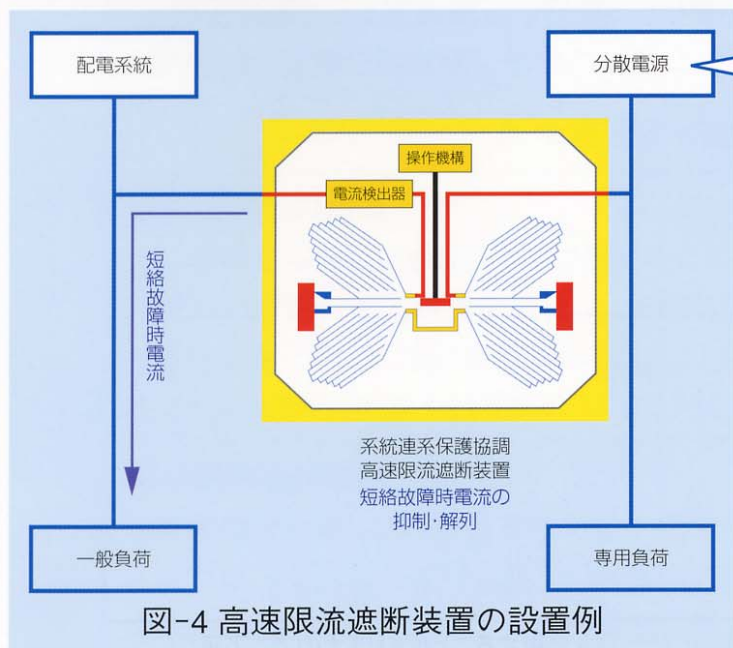 配電系統
分散電源
操作機構
電流検出器
短絡故障時電流
系統連系保護協調
高速限流遮断装置
短絡故障時電流の
抑制・解列
一般負荷
専用負荷
図-4 高速限流遮断装置の設置例